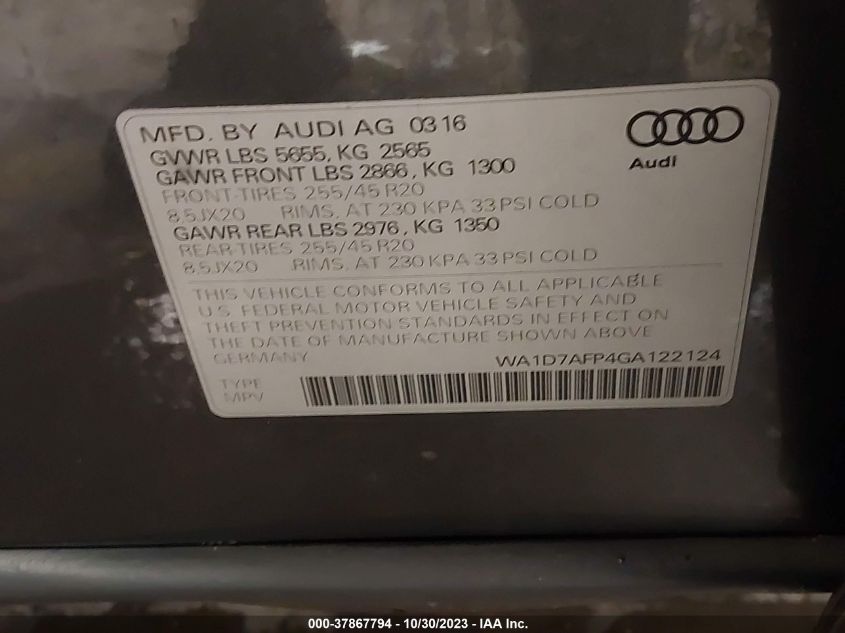 MFD. BY AUDI AG 0316
GVWR LBS 5655, KG 2565
GAWR FRONT LBS 2866, KG 1300
FRONT-TIRES 255/45 R20
8.5JX20 RIMS, AT 230 KPA 33 PSI COLD
GAWR REAR LBS 2976, KG 1350
REAR-TIRES 255/45 R20
8.5JX20 RIMS, AT 230 KPA 33 PSI COLD
Audi
THIS VEHICLE CONFORMS TO ALL APPLICABLE
U.S. FEDERAL MOTOR VEHICLE SAFETY AND
THEFT PREVENTION STANDARDS IN EFFECT ON
THE DATE OF MANUFACTURE SHOWN ABOVE
GERMANY WA1D7AFP4GA122124
TYPE
MPV
000-37867794 - 10/30/2023 - IAA Inc.